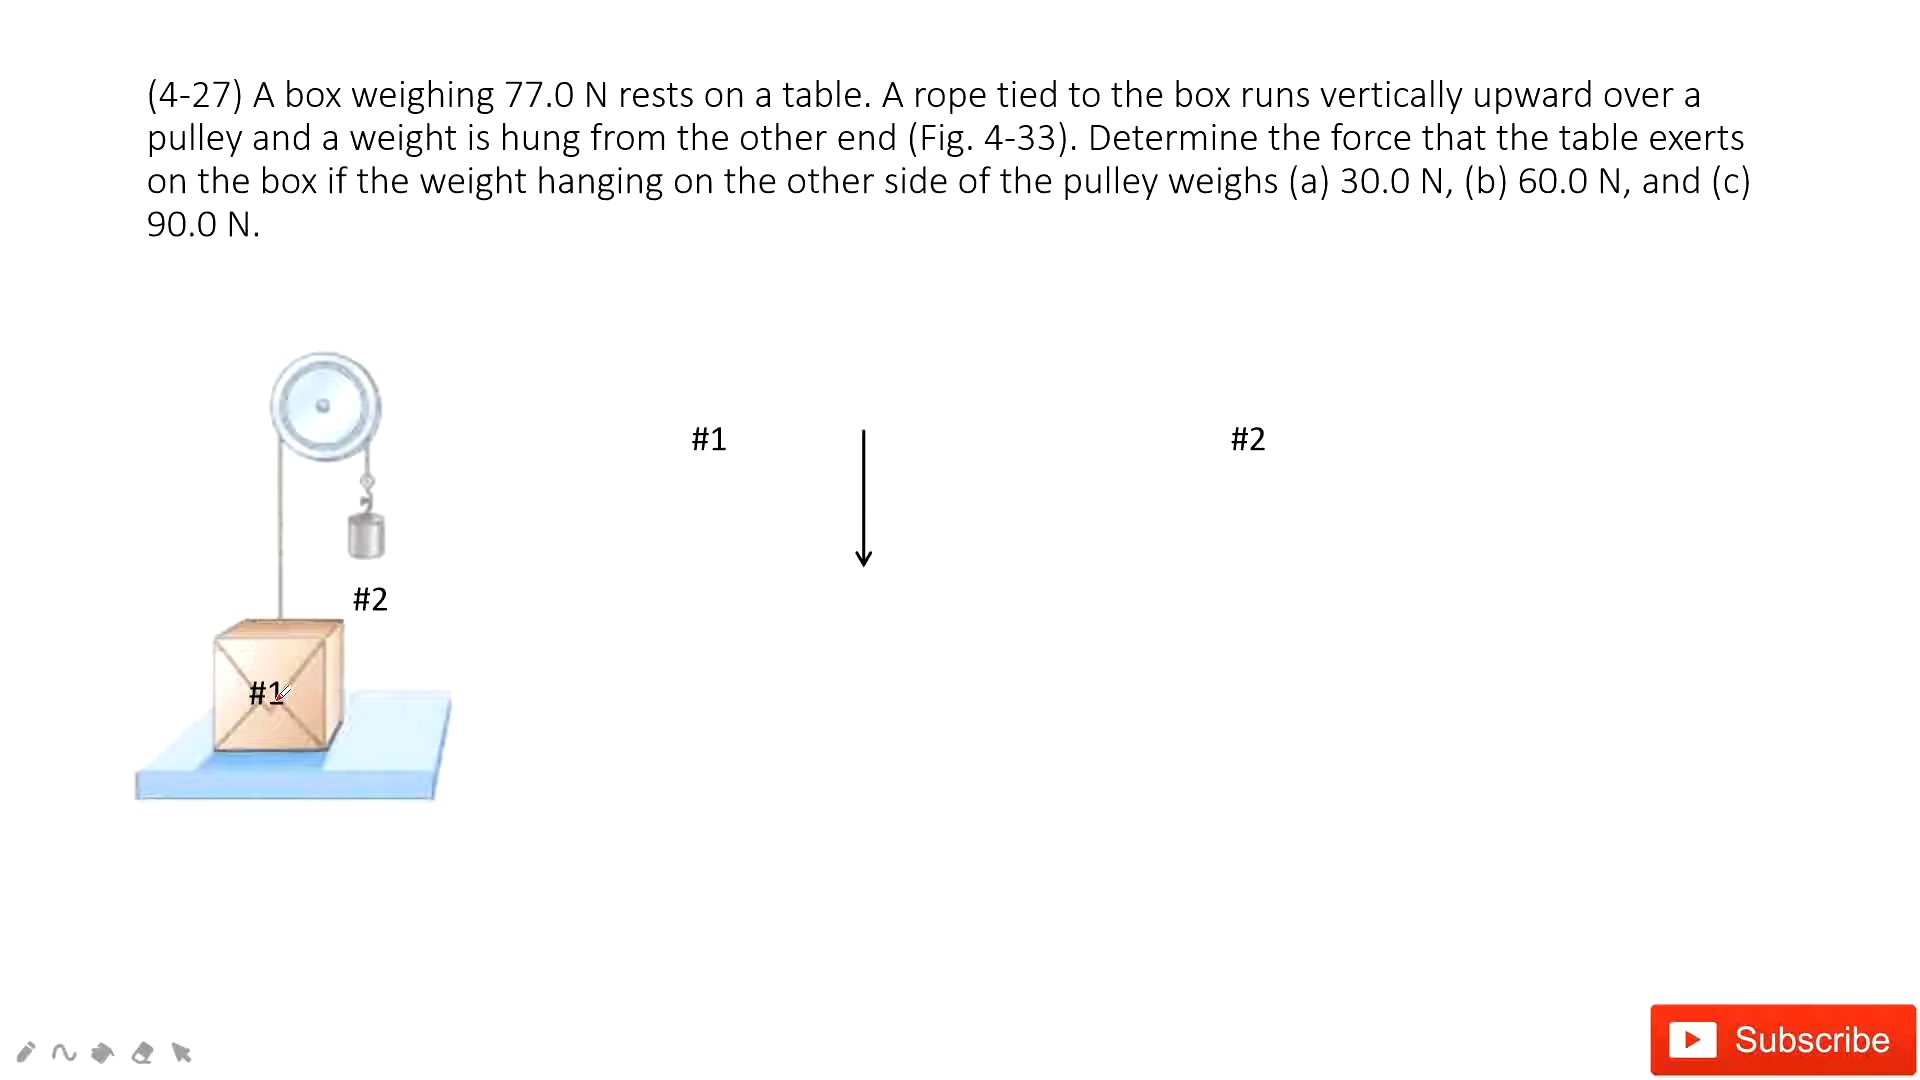 (4-27) A box weighing 77.0 N rests on a table. A rope tied to the box runs vertically upward over a
pulley and a weight is hung from the other end (Fig. 4-33). Determine the force that the table exerts
on the box if the weight hanging on the other side of the pulley weighs (a) 30.0 N, (b) 60.0 N, and (c)
90.0 N.
#1
#2
#2
#1
Subscribe